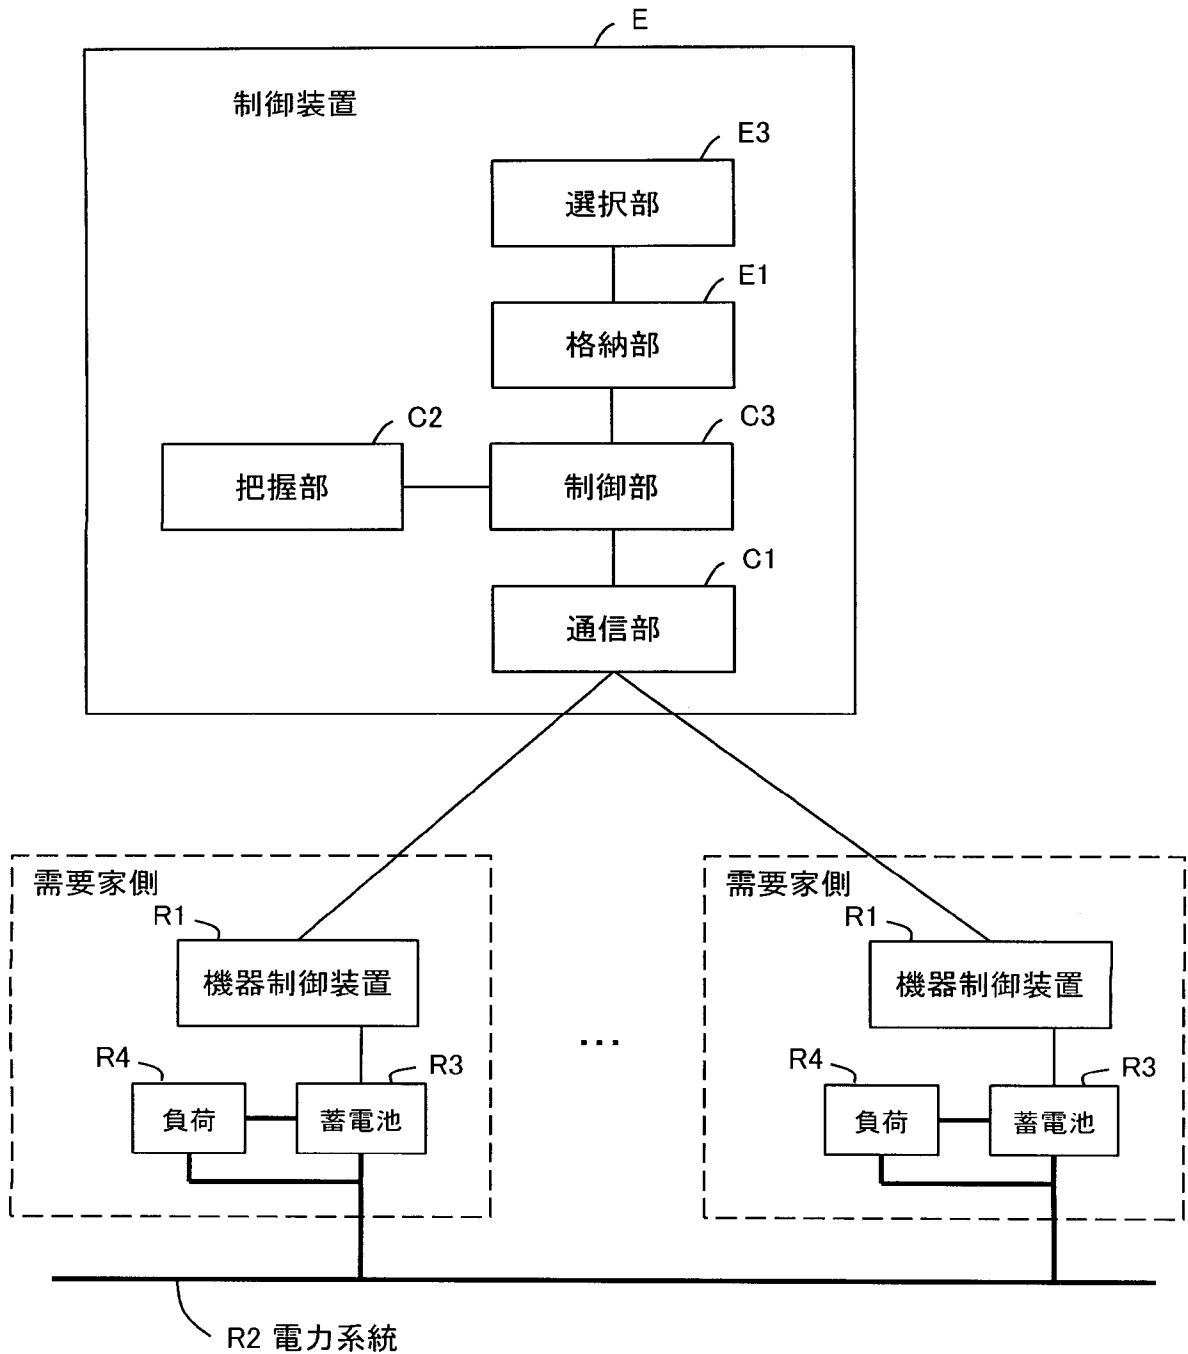 E
制御装置
E3
選択部
E1
格納部
C2
C3
把握部
制御部
C1
通信部
需要家側
需要家側
R1
R1
機器制御装置
機器制御装置
...
R4
R3
R4
R3
負荷
蓄電池
負荷
蓄電池
R2 電力系統